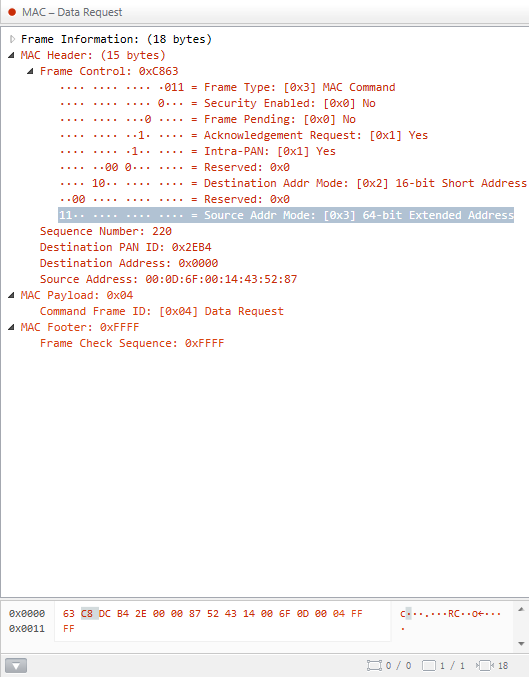 MAC – Data Request
Frame Information: (18 bytes)
MAC Header: (15 bytes)
Frame Control: 0xC863
···· ···· ···· ·011 = Frame Type: [0x3] MAC Command
···· ···· ···· 0··· = Security Enabled: [0x0] No
···· ···· ···0 ···· = Frame Pending: [0x0] No
···· ···· ··1· ···· = Acknowledgement Request: [0x1] Yes
···· ···· ·1·· ···· = Intra-PAN: [0x1] Yes
···· ··00 0··· ···· = Reserved: 0x0
···· 10·· ···· ···· = Destination Addr Mode: [0x2] 16-bit Short Address
··00 ···· ···· ···· = Reserved: 0x0
11·· ···· ···· ···· = Source Addr Mode: [0x3] 64-bit Extended Address
Sequence Number: 220
Destination PAN ID: 0x2EB4
Destination Address: 0x0000
Source Address: 00:0D:6F:00:14:43:52:87
MAC Payload: 0x04
Command Frame ID: [0x04] Data Request
MAC Footer: 0xFFFF
Frame Check Sequence: 0xFFFF
0x0000 63 C8 DC B4 2E 00 00 87 52 43 14 00 6F 0D 00 04 FF c···.···RC··o←···
0x0011 FF ·
0 / 0 1 / 1 18